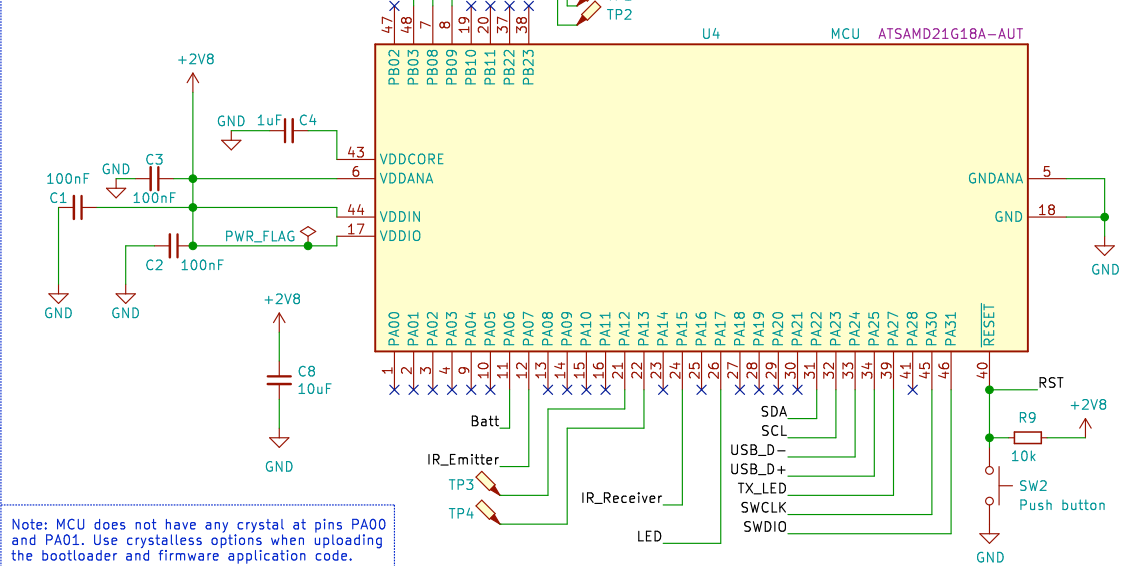 TP2
47 48 7 8 19 20 37 38
PB02 PB03 PB08 PB09 PB10 PB11 PB22 PB23
U4 MCU ATSAMD21G18A-AUT
+2V8
GND 1uF C4
43 VDDCORE
C3
GND
100nF
6 VDDANA
GNDANA 5
100nF
C1
44 VDDIN
GND 18
PWR_FLAG
17 VDDIO
C2 100nF
GND
GND GND
+2V8
PA00 PA01 PA02 PA03 PA04 PA05 PA06 PA07 PA08 PA09 PA10 PA11 PA12 PA13 PA14 PA15 PA16 PA17 PA18 PA19 PA20 PA21 PA22 PA23 PA24 PA25 PA27 PA28 PA30 PA31 RESET
1 2 3 4 9 10 11 12 13 14 15 16 21 22 23 24 25 26 27 28 29 30 31 32 33 34 39 41 45 46 40
C8
10uF
GND
RST
Batt
SDA
SCL
R9
+2V8
10k
IR_Emitter
USB_D-
USB_D+
TP3
TX_LED
IR_Receiver
SWCLK
SW2
Push button
TP4
SWDIO
LED
GND
Note: MCU does not have any crystal at pins PA00
and PA01. Use crystalless options when uploading
the bootloader and firmware application code.